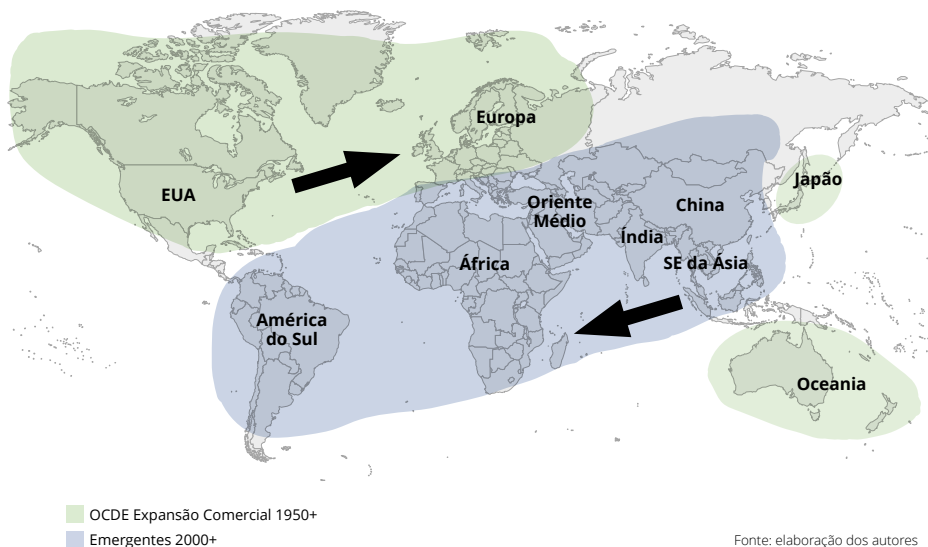 Europa
EUA
Japão
Oriente
Médio
China
Índia
África
SE da Ásia
América
do Sul
Oceania
OCDE Expansão Comercial 1950+
Emergentes 2000+
Fonte: elaboração dos autores